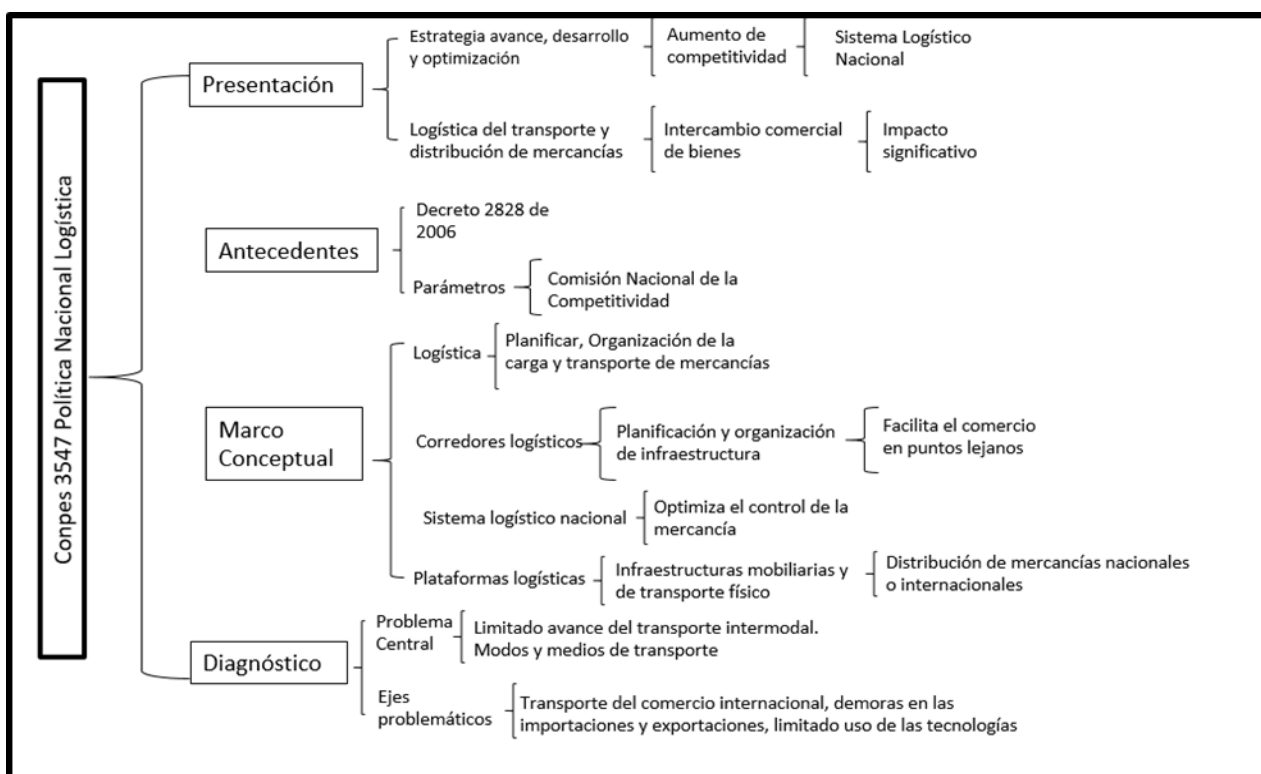 Conpes 3547 Política Nacional Logística
Presentación
Estrategia avance, desarrollo
y optimización
Aumento de
competitividad
Sistema Logístico
Nacional
Logística del transporte y
distribución de mercancías
Intercambio comercial
de bienes
Impacto
significativo
Antecedentes
Decreto 2828 de
2006
Parámetros
Comisión Nacional de la
Competitividad
Marco
Conceptual
Logística
Planificar, Organización de la
carga y transporte de mercancías
Corredores logísticos
Planificación y organización
de infraestructura
Facilita el comercio
en puntos lejanos
Sistema logístico nacional
Optimiza el control de la
mercancía
Plataformas logísticas
Infraestructuras mobiliarias y
de transporte físico
Distribución de mercancías nacionales
o internacionales
Diagnóstico
Problema
Central
Limitado avance del transporte intermodal.
Modos y medios de transporte
Ejes
problemáticos
Transporte del comercio internacional, demoras en las
importaciones y exportaciones, limitado uso de las tecnologías